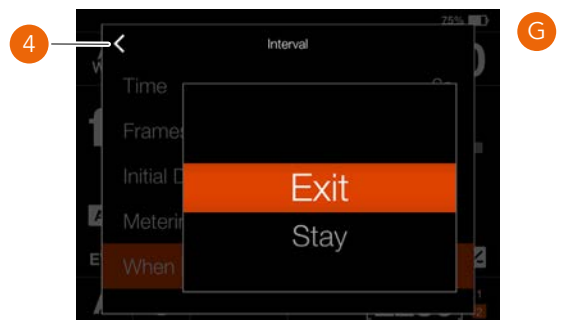 75%
4
Interval
G
Time
Frames
Initial D
Meterin
Exit
Stay
When